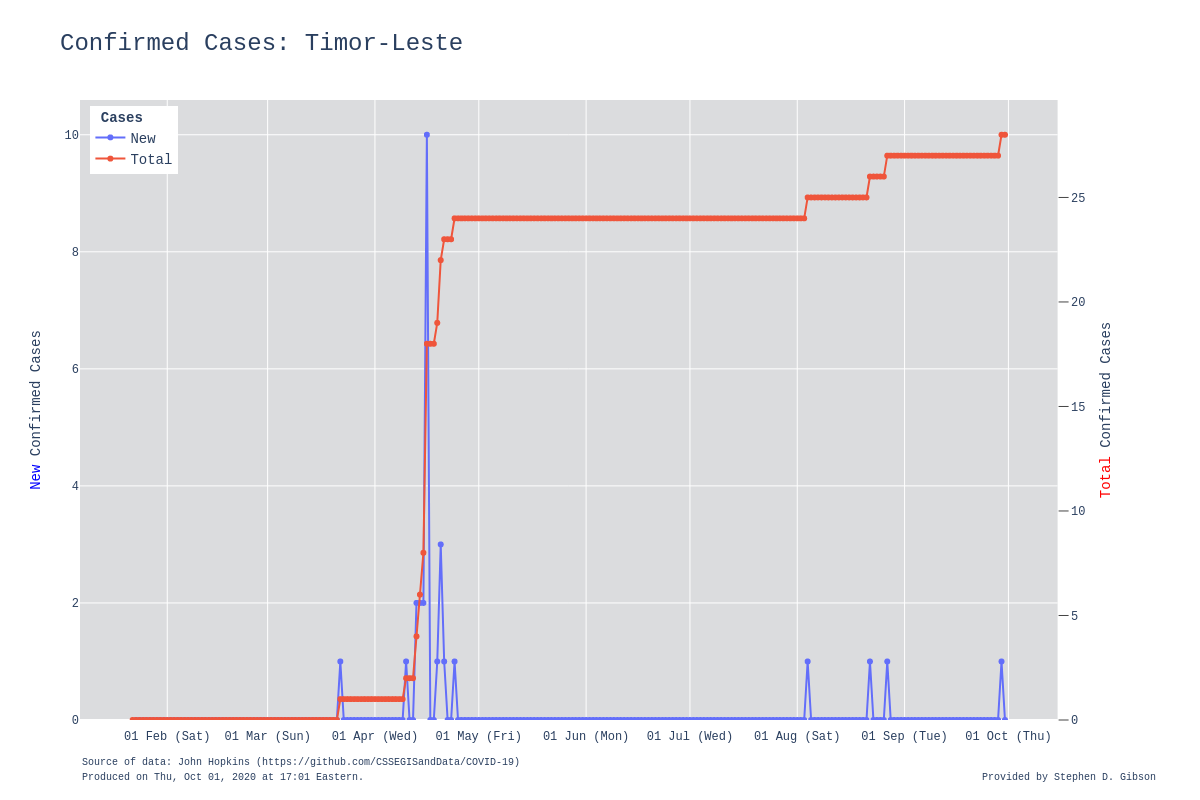 Confirmed Cases: Timor-Leste
Cases
New
Total
10
8
6
4
2
0
New Confirmed Cases
25
20
15
10
5
0
Total Confirmed Cases
01 Feb (Sat) 01 Mar (Sun) 01 Apr (Wed) 01 May (Fri) 01 Jun (Mon) 01 Jul (Wed) 01 Aug (Sat) 01 Sep (Tue) 01 Oct (Thu)
Source of data: John Hopkins (https://github.com/CSSEGISandData/COVID-19)
Produced on Thu, Oct 01, 2020 at 17:01 Eastern.
Provided by Stephen D. Gibson